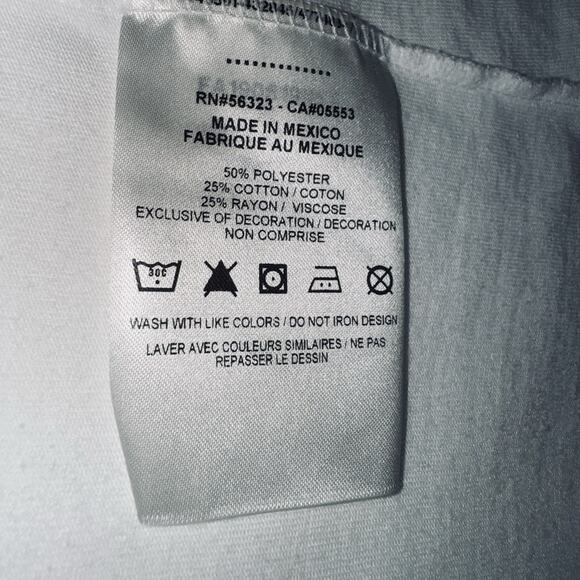 RN#56323 - CA#05553
MADE IN MEXICO
FABRIQUE AU MEXIQUE
50% POLYESTER
25% COTTON / COTON
25% RAYON / VISCOSE
EXCLUSIVE OF DECORATION / DECORATION
NON COMPRISE
30C
WASH WITH LIKE COLORS / DO NOT IRON DESIGN
LAVER AVEC COULEURS SIMILAIRES / NE PAS
REPASSER LE DESSIN